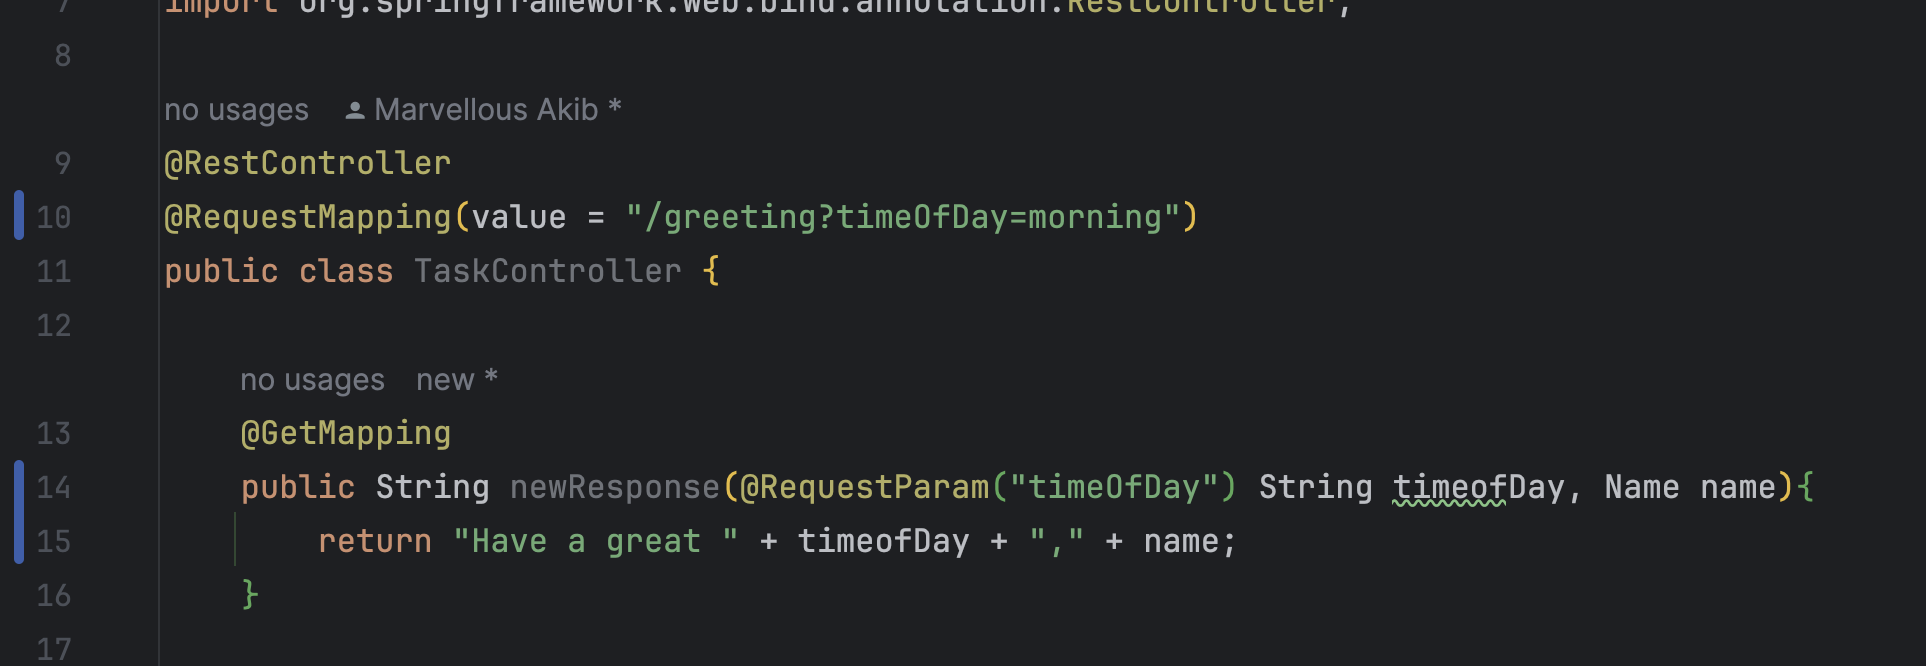 7 import org.springframework.web.bind.annotation.RestController;
8
no usages Marvellous Akib *
9 @RestController
10 @RequestMapping(value = "/greeting?timeOfDay=morning")
11 public class TaskController {
12
no usages new *
13 @GetMapping
14 public String newResponse(@RequestParam("timeOfDay") String timeofDay, Name name){
15 return "Have a great " + timeofDay + "," + name;
16 }
17